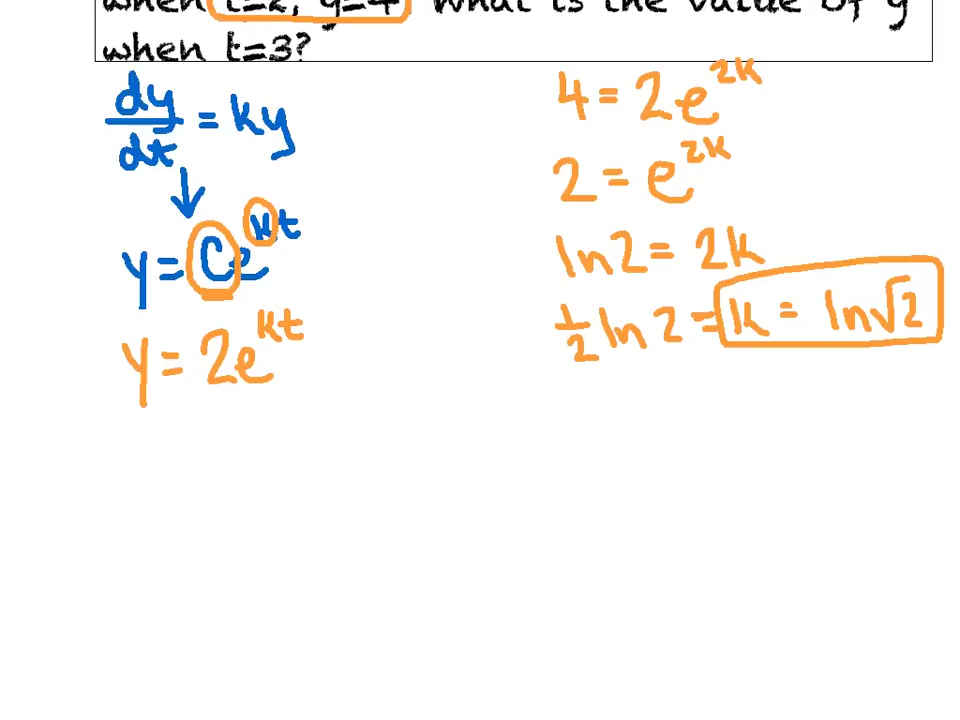 when t=2, y=4. What is the value of y
when t=3?
dy/dt = ky
↓
y = Ce^{kt}
y = 2e^{kt}
4 = 2e^{2k}
2 = e^{2k}
ln2 = 2k
1/2 ln 2 = k = ln√2